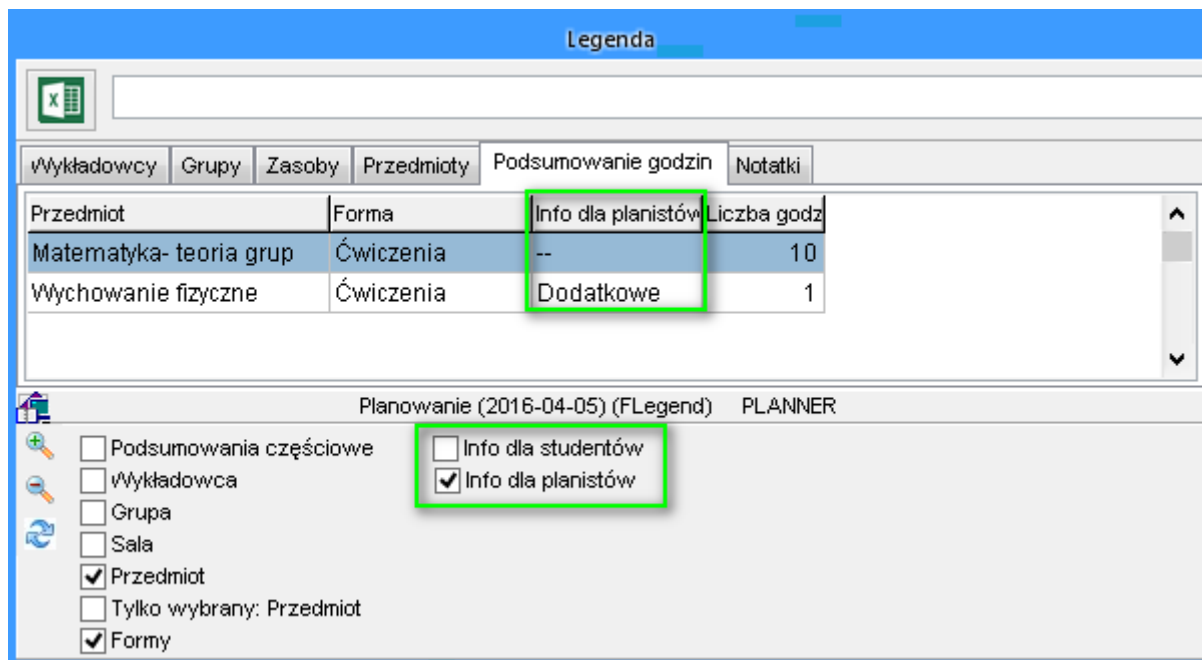 Legenda
Wykładowcy Grupy Zasoby Przedmioty Podsumowanie godzin Notatki
Przedmiot Forma Info dla planistów Liczba godz
Matematyka- teoria grup Ćwiczenia -- 10
Wychowanie fizyczne Ćwiczenia Dodatkowe 1
Planowanie (2016-04-05) (FLegend) PLANNER
Podsumowania częściowe Info dla studentów
Wykładowca Info dla planistów
Grupa
Sala
Przedmiot
Tylko wybrany: Przedmiot
Formy